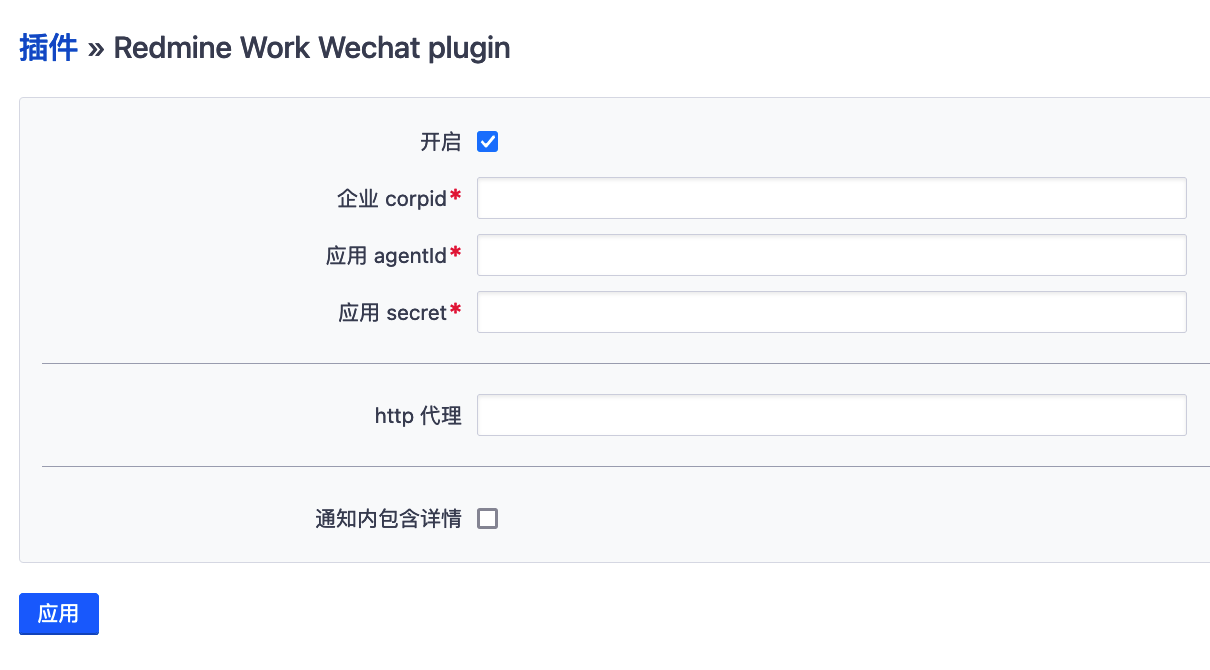 插件 » Redmine Work Wechat plugin
开启
企业 corpid*
应用 agentId*
应用 secret*
http 代理
通知内包含详情
应用